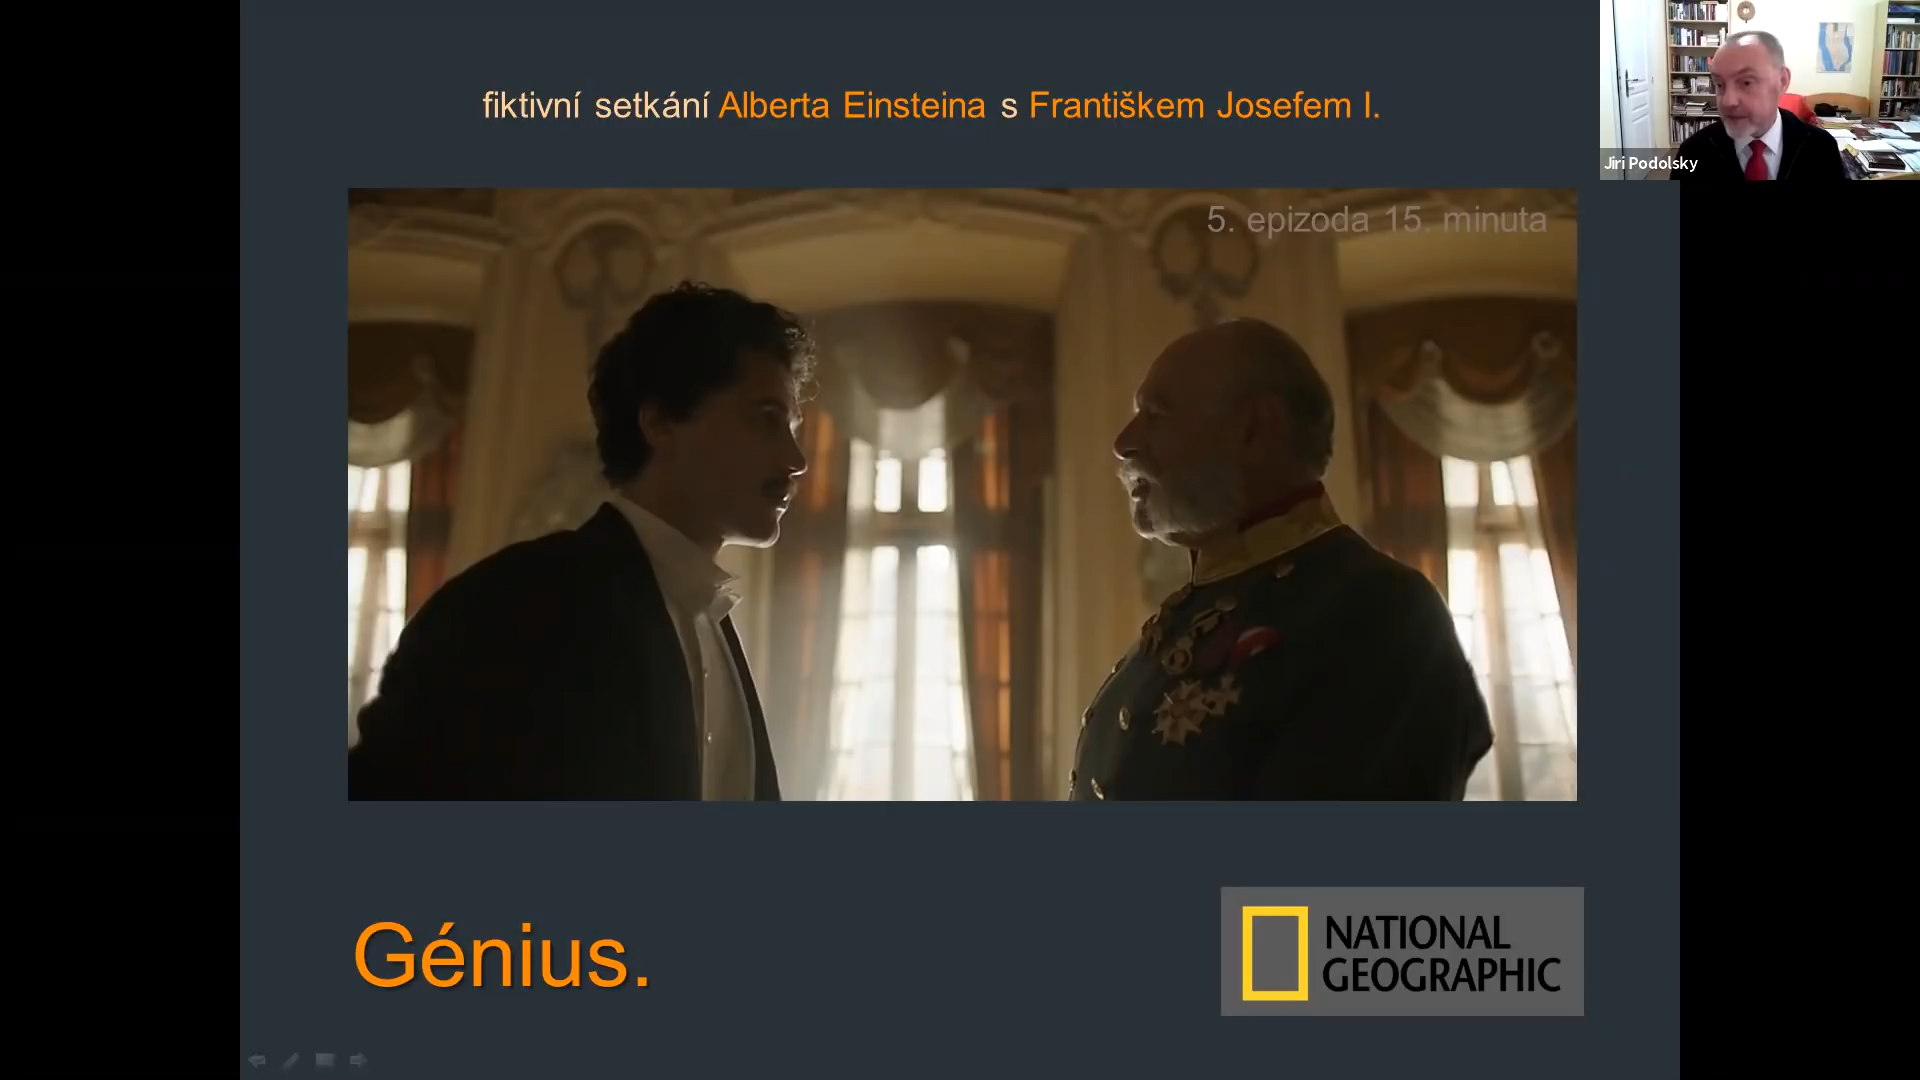 fiktivní setkání Alberta Einsteina s Františkem Josefem I.
Jiri Podolsky
5. epizoda 15. minuta
Génius.
NATIONAL
GEOGRAPHIC